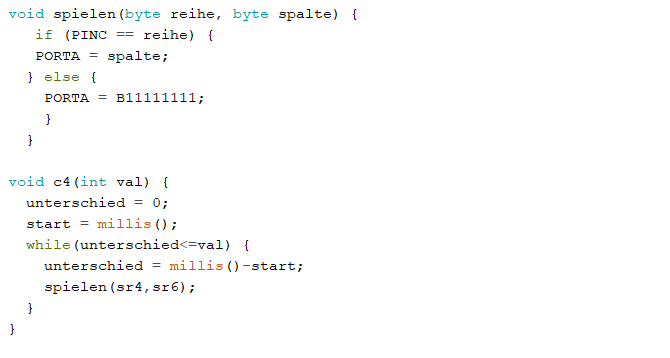 void spielen(byte reihe, byte spalte) {
if (PINC == reihe) {
PORTA = spalte;
} else {
PORTA = B11111111;
}
}
void c4(int val) {
unterschied = 0;
start = millis();
while(unterschied<=val) {
unterschied = millis()-start;
spielen(sr4,sr6);
}
}